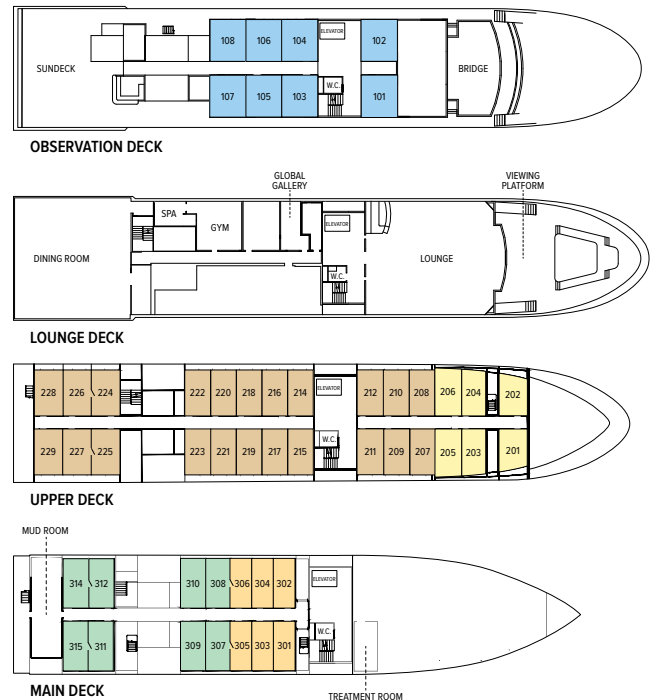 108 106 104 ELEVATOR 102
SUNDECK BRIDGE
W.C.
107 105 103 101
OBSERVATION DECK
GLOBAL
GALLERY
VIEWING
PLATFORM
SPA
GYM
ELEVATOR
DINING ROOM LOUNGE
W.C.
LOUNGE DECK
228 226 224 222 220 218 216 214 ELEVATOR 212 210 208 206 204 202
W.C.
229 227 225 223 221 219 217 215 211 209 207 205 203 201
UPPER DECK
MUD ROOM
314 312 310 308 306 304 302 ELEVATOR
W.C.
315 311 309 307 305 303 301
MAIN DECK
TREATMENT ROOM